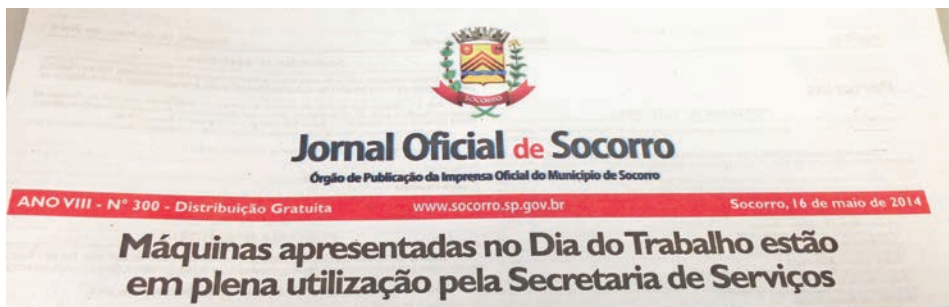 SOCORRO
Jornal Oficial de Socorro
Órgão de Publicação da Imprensa Oficial do Município de Socorro
ANO VIII - N° 300 - Distribuição Gratuita www.socorro.sp.gov.br Socorro, 16 de maio de 2014
Máquinas apresentadas no Dia do Trabalho estão
em plena utilização pela Secretaria de Serviços